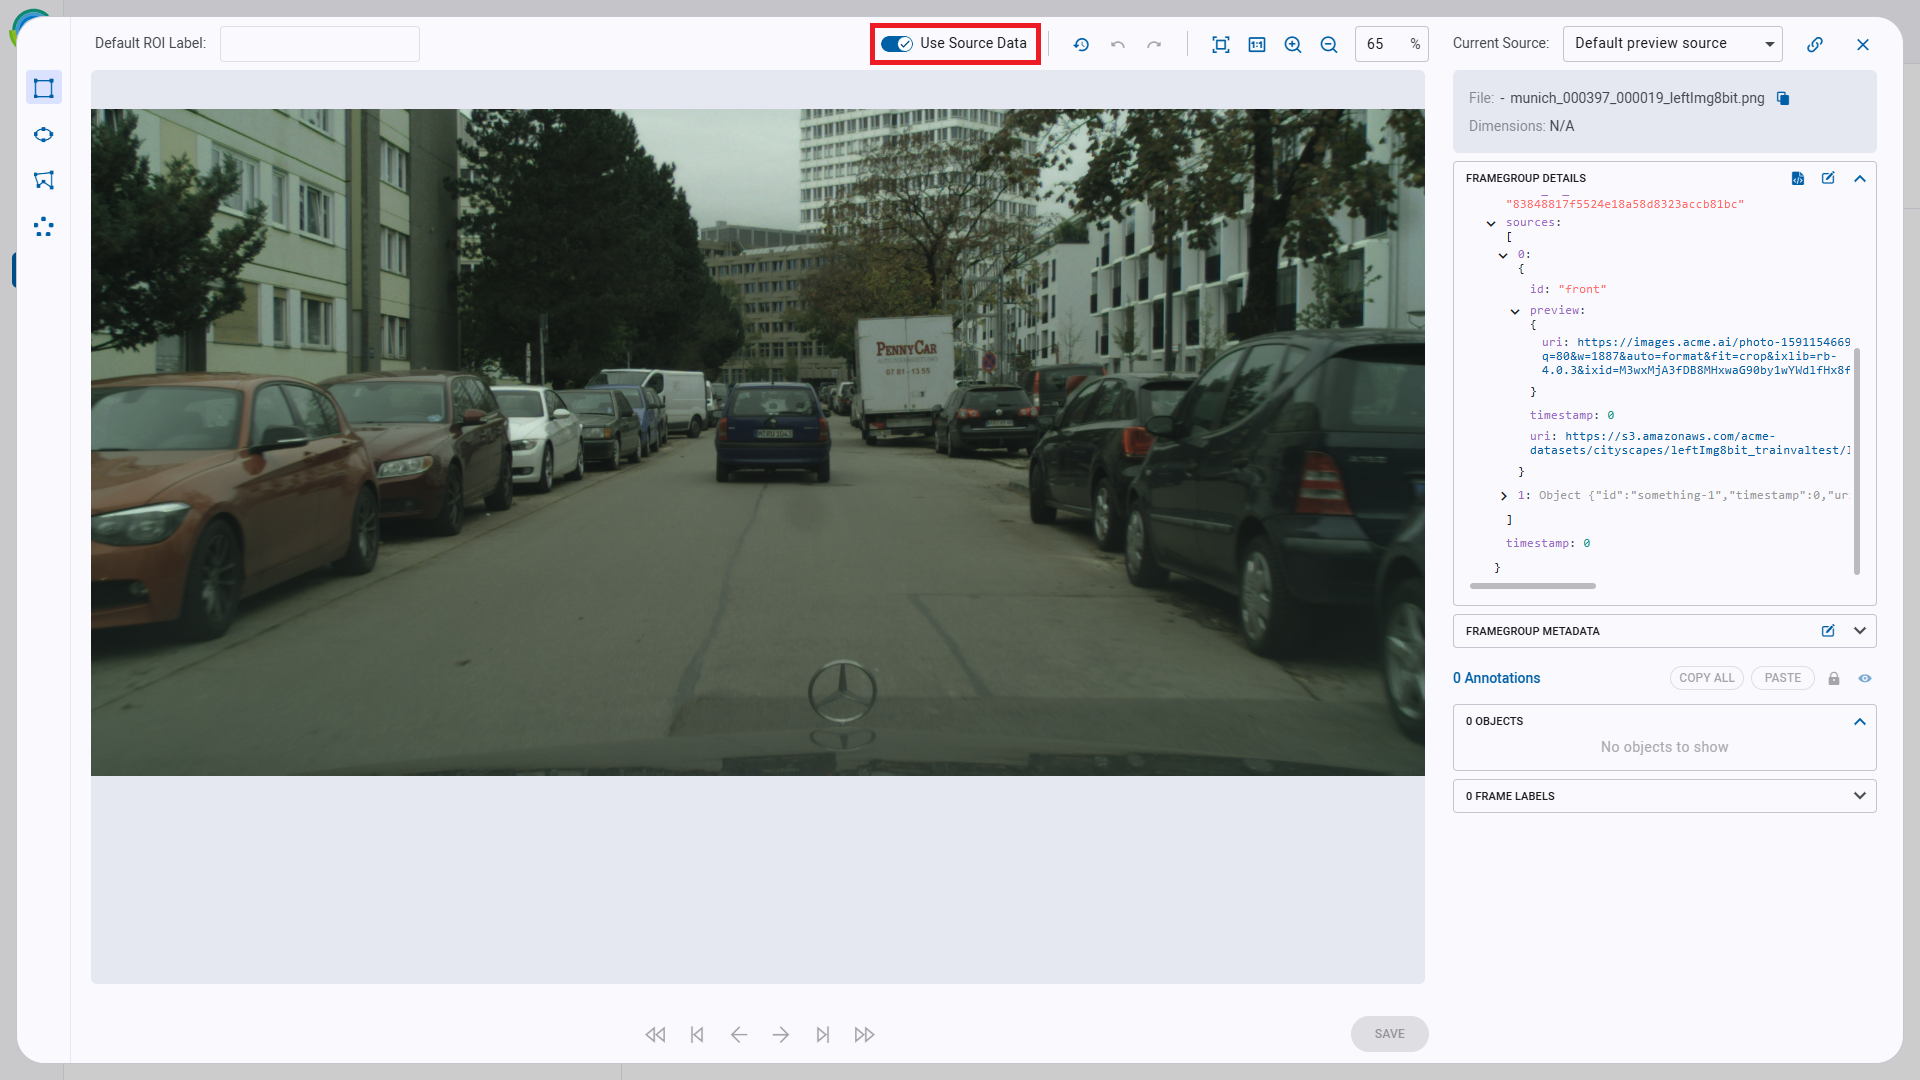 Default ROI Label:
Use Source Data
65 %
Current Source:
Default preview source
File: - munich_000397_000019_leftImg8bit.png
Dimensions: N/A
FRAMEGROUP DETAILS
"83848817f5524e18a58d8323accb81bc"
sources:
[
0:
{
id: "front"
preview:
{
uri: https://images.acme.ai/photo-1591154669
q=80&w=1887&auto=format&fit=crop&ixlib=rb-
4.0.3&ixid=M3wxMjA3fDB8MHxwaG90by1wYWdlfHx8f
}
timestamp: 0
uri: https://s3.amazonaws.com/acme-
datasets/cityscapes/leftImg8bit_trainvaltest/l
}
1: Object {"id":"something-1","timestamp":0,"ur
]
timestamp: 0
}
FRAMEGROUP METADATA
0 Annotations
COPY ALL
PASTE
0 OBJECTS
No objects to show
0 FRAME LABELS
PENNYCAR
SAVE